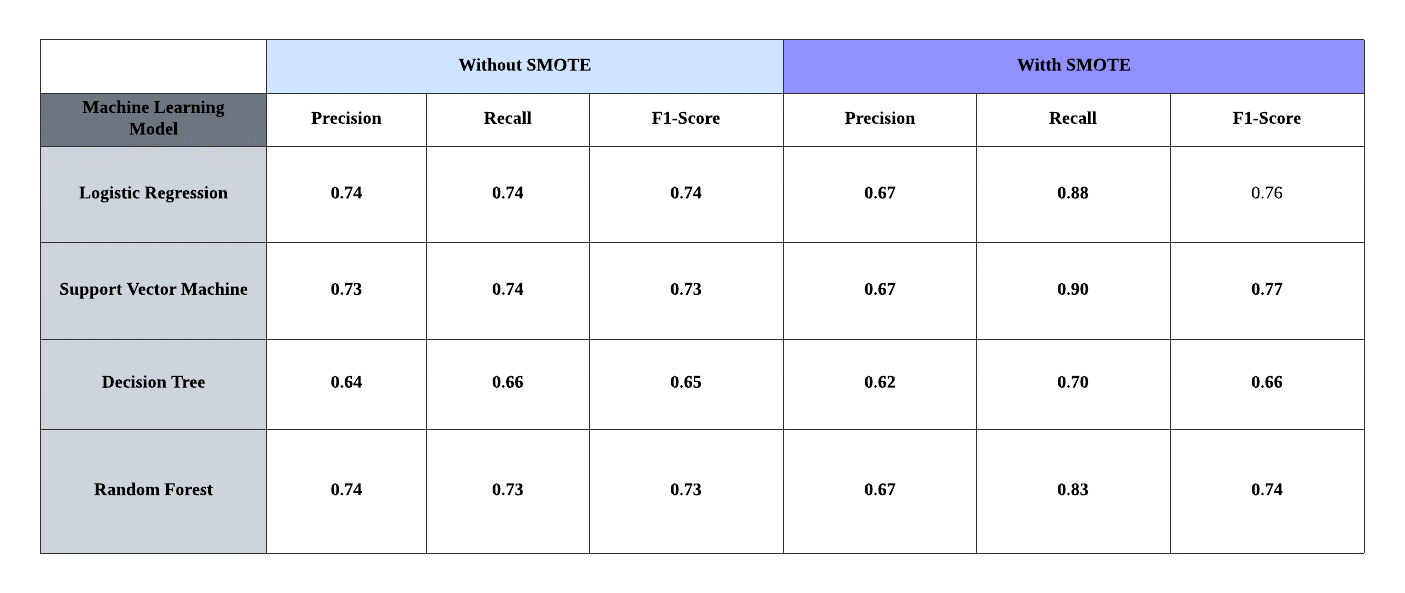 Without SMOTE Witth SMOTE
Machine Learning
Model Precision Recall F1-Score Precision Recall F1-Score
Logistic Regression 0.74 0.74 0.74 0.67 0.88 0.76
Support Vector Machine 0.73 0.74 0.73 0.67 0.90 0.77
Decision Tree 0.64 0.66 0.65 0.62 0.70 0.66
Random Forest 0.74 0.73 0.73 0.67 0.83 0.74